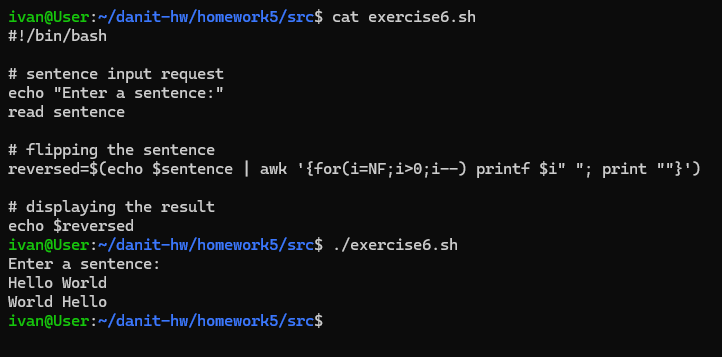 ivan@User:~/danit-hw/homework5/src$ cat exercise6.sh
#!/bin/bash
# sentence input request
echo "Enter a sentence:"
read sentence
# flipping the sentence
reversed=$(echo $sentence | awk '{for(i=NF;i>0;i--) printf $i" "; print ""}')
# displaying the result
echo $reversed
ivan@User:~/danit-hw/homework5/src$ ./exercise6.sh
Enter a sentence:
Hello World
World Hello
ivan@User:~/danit-hw/homework5/src$